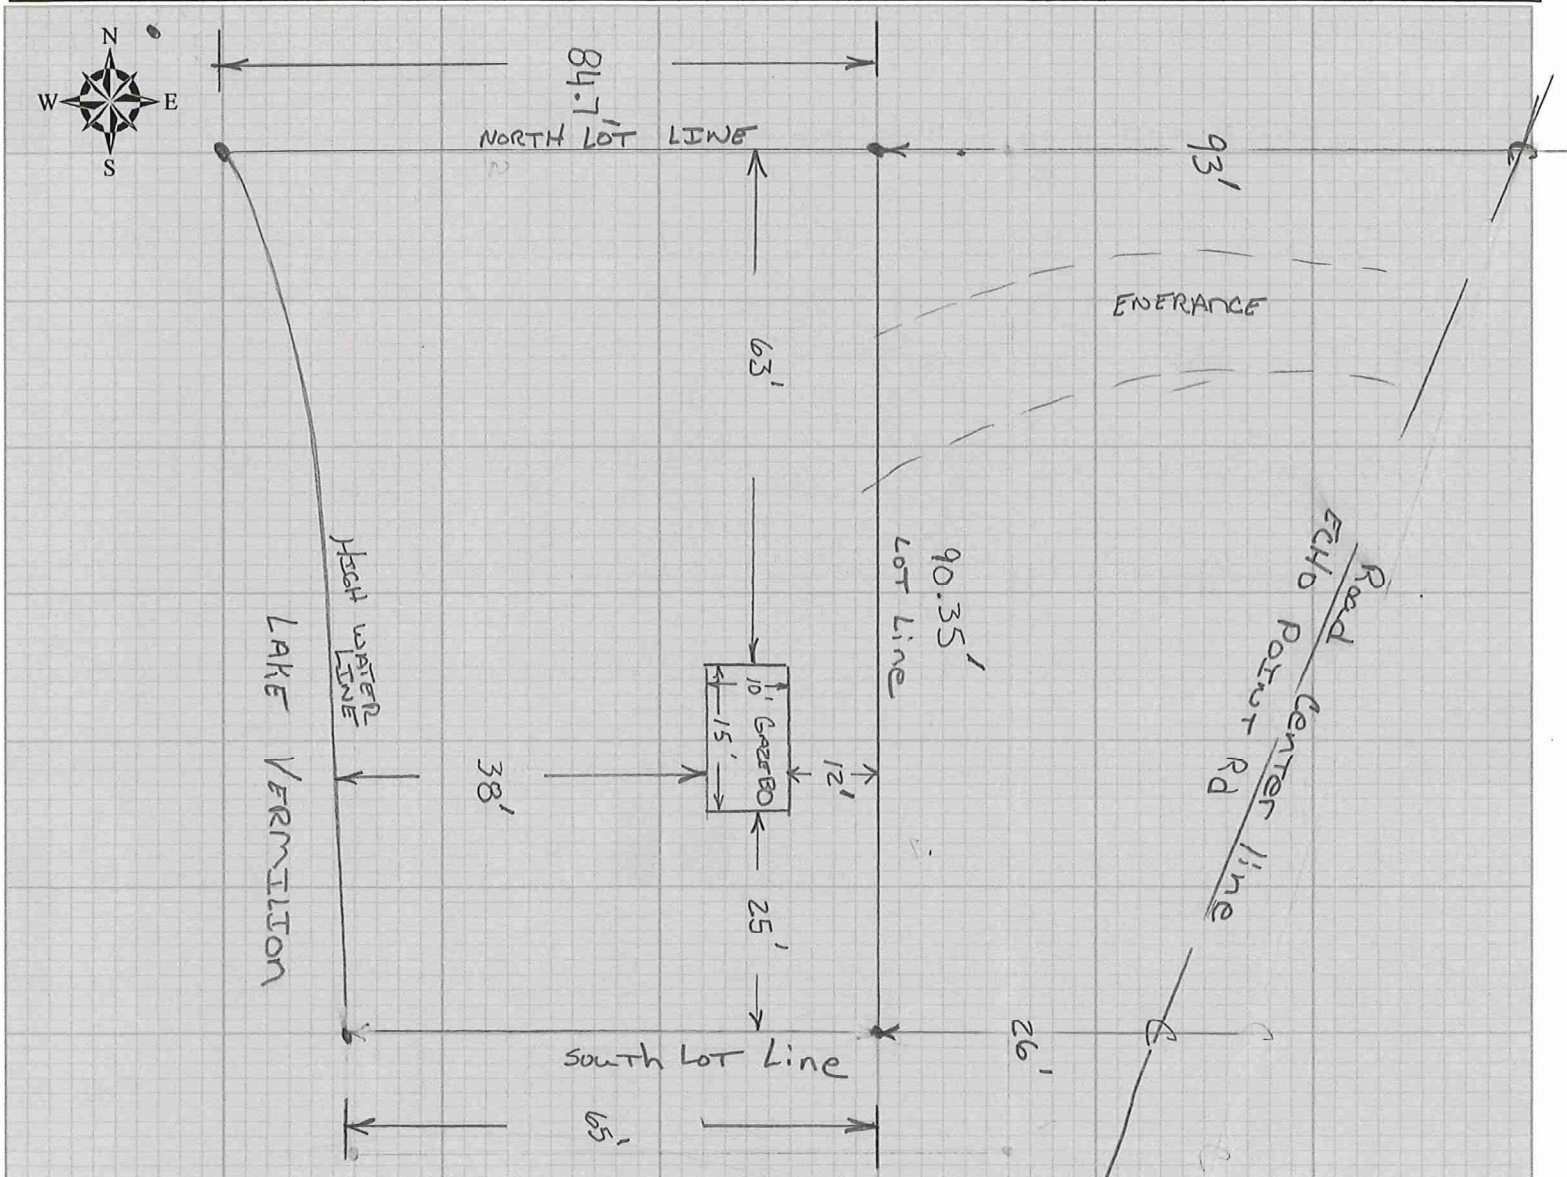 N
W E
S
84.7'
NORTH LOT LINE
93'
ENERANCE
63'
90.35'
LOT Line
HIGH WATER
LINE
LAKE VERMILION
Road Center line
ECHO POINT Rd
10'
15'
GAZEBO
12'
38'
25'
26'
South LOT Line
65'